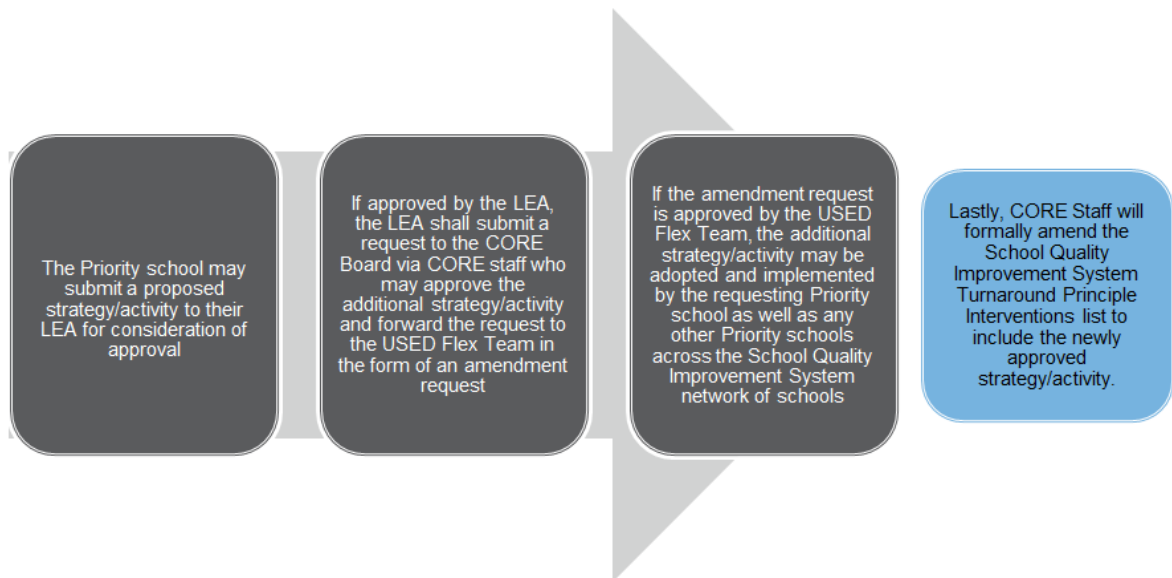 The Priority school may
submit a proposed
strategy/activity to their
LEA for consideration of
approval
If approved by the LEA,
the LEA shall submit a
request to the CORE
Board via CORE staff who
may approve the
additional strategy/activity
and forward the request to
the USED Flex Team in
the form of an amendment
request
If the amendment request
is approved by the USED
Flex Team, the additional
strategy/activity may be
adopted and implemented
by the requesting Priority
school as well as any
other Priority schools
across the School Quality
Improvement System
network of schools
Lastly, CORE Staff will
formally amend the
School Quality
Improvement System
Turnaround Principle
Interventions list to
include the newly
approved
strategy/activity.